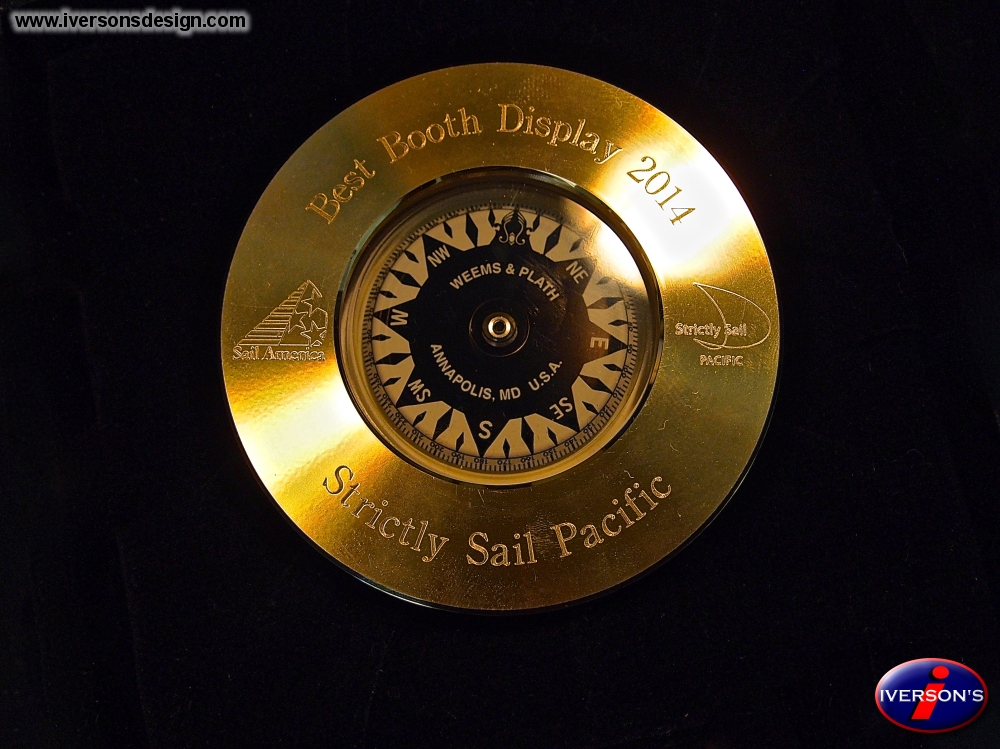 www.iversonsdesign.com
Best Booth Display 2014
NW
NE
WEEMS & PLATH
W
E
Sail America
Strictly Sail
PACIFIC
ANNAPOLIS, MD U.S.A.
SW
SE
S
Strictly Sail Pacific
IVERSON'S
i